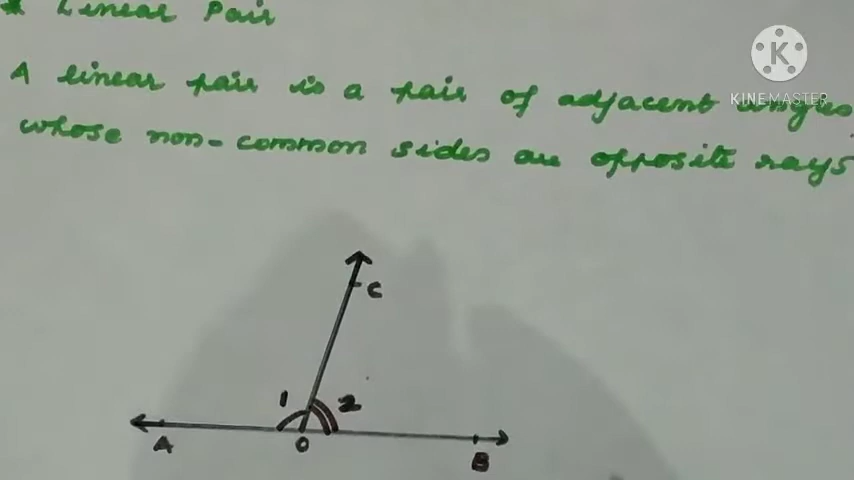 * Linear Pair
A linear pair is a pair of adjacent angles
whose non-common sides are opposite rays
K
KINEMASTER
C
1 2
A O B